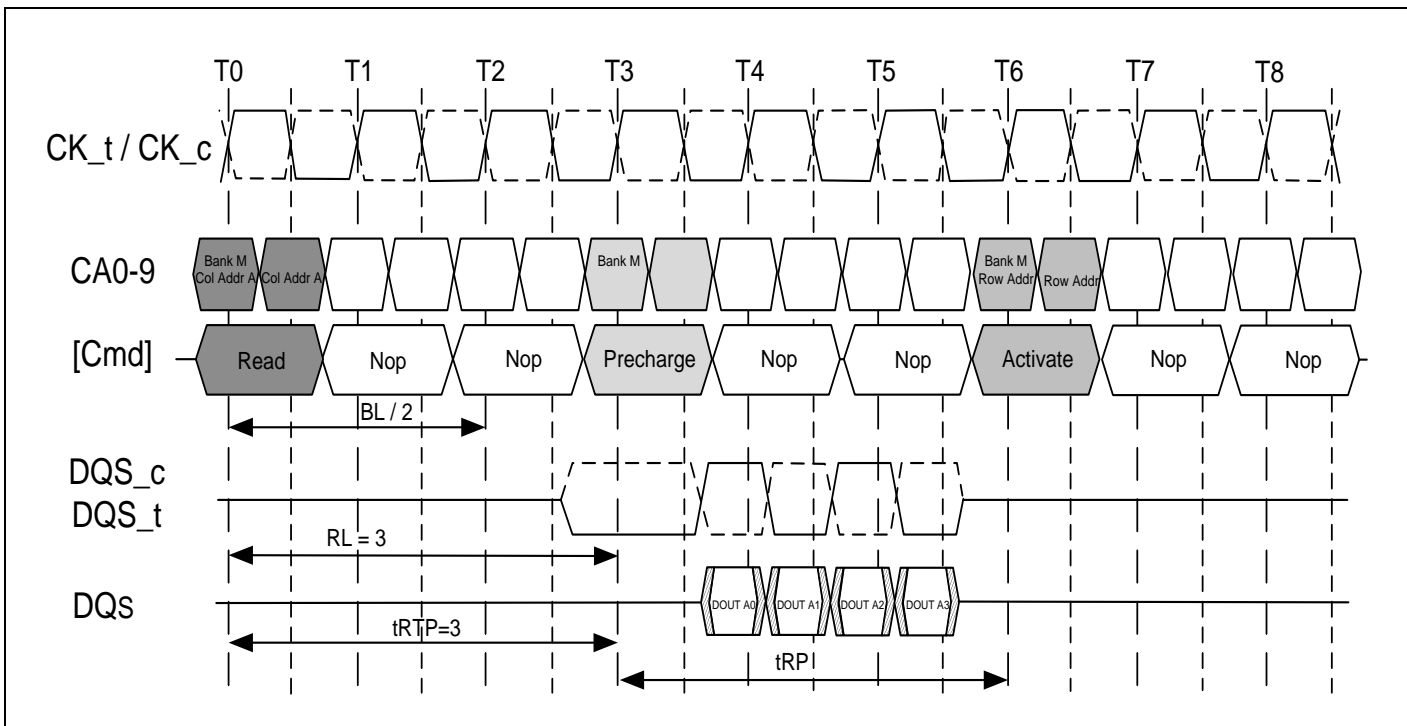 T0 T1 T2 T3 T4 T5 T6 T7 T8
CK_t / CK_c
Bank M Bank M Bank M
CA0-9 Col Addr A Col Addr A Row Addr Row Addr
[Cmd] Read Nop Nop Precharge Nop Nop Activate Nop Nop
BL / 2
DQS_c
DQS_t
RL = 3
DQs DOUT A0 DOUT A1 DOUT A2 DOUT A3
tRTP=3
tRP